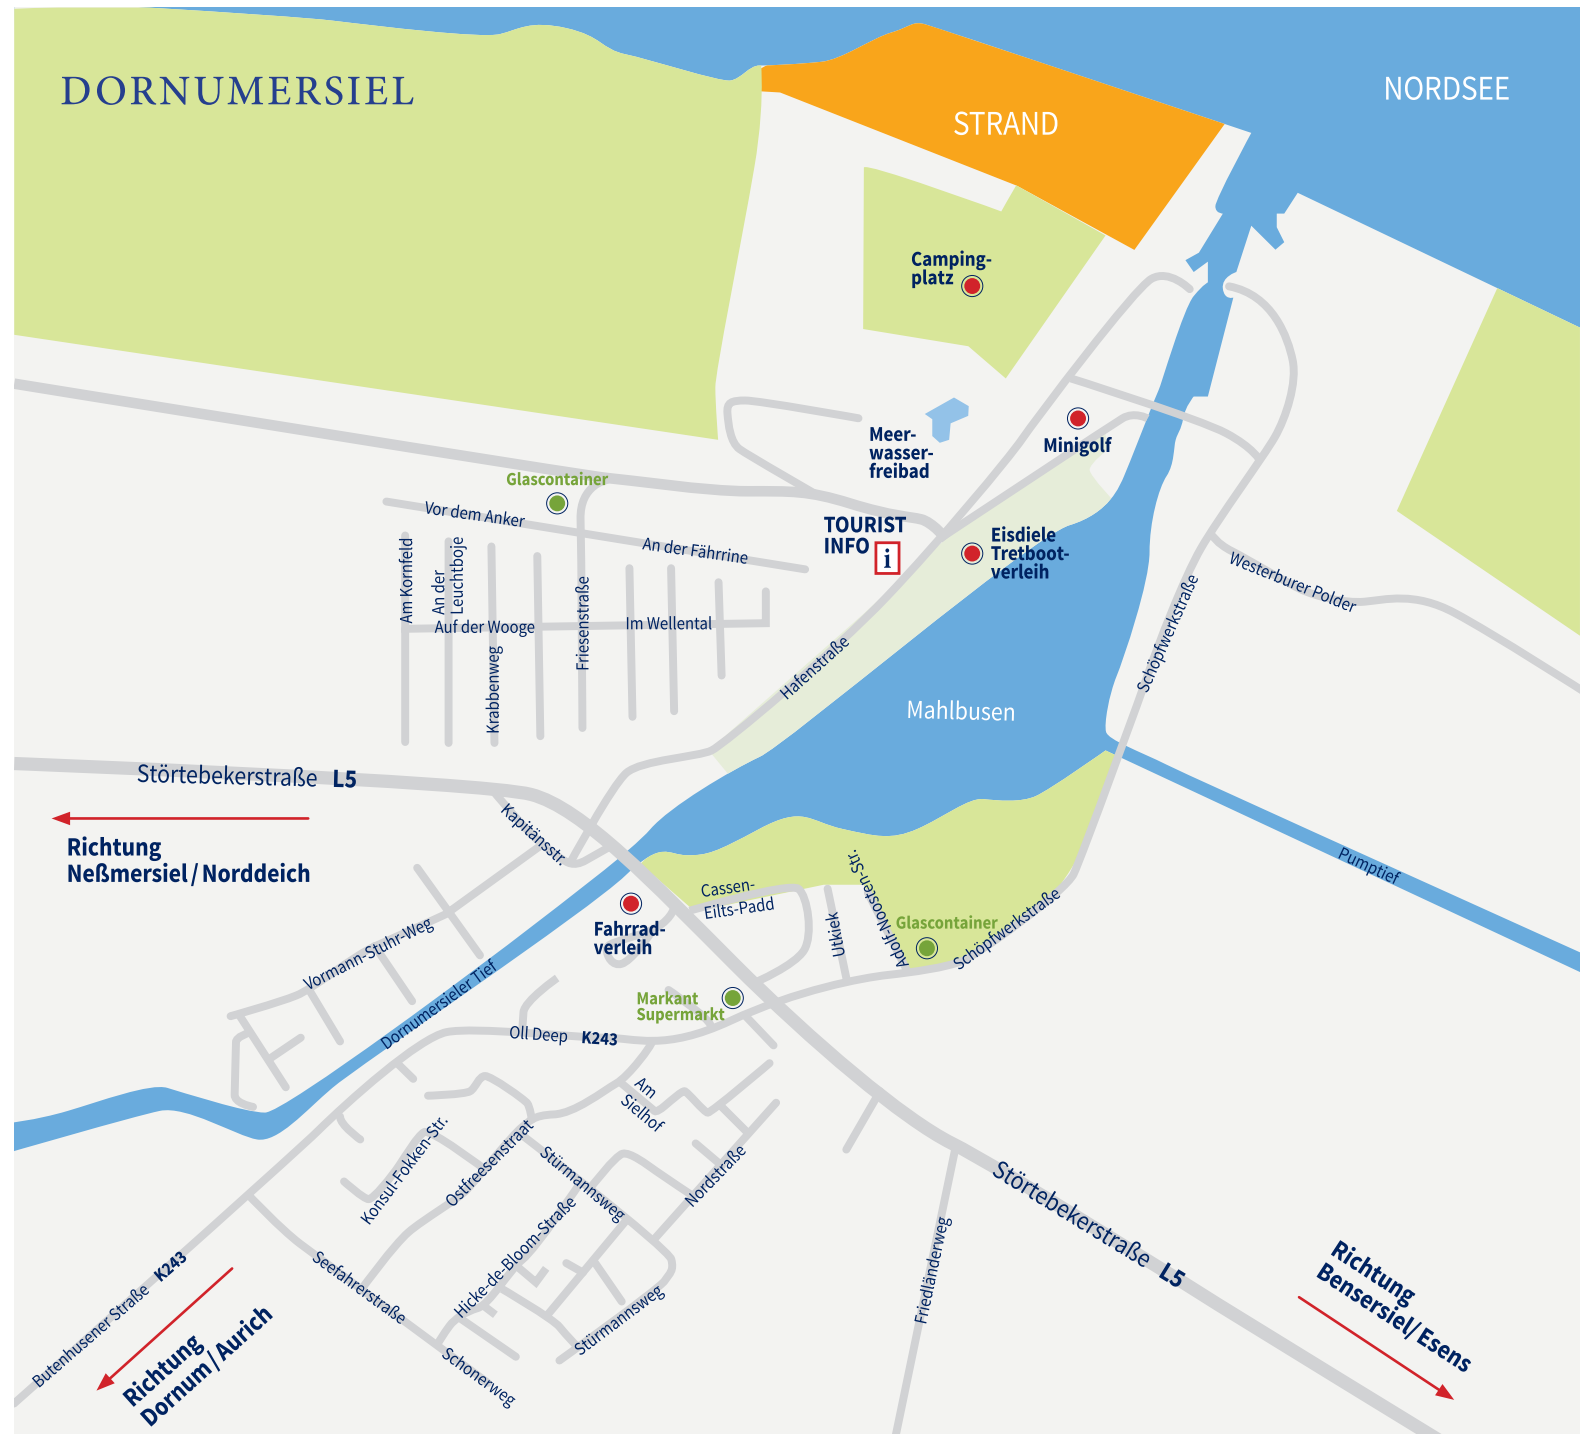 DORNUMERSIEL
NORDSEE
STRAND
Camping-
platz
Meer-
wasser-
freibad
Minigolf
Glascontainer
Vor dem Anker
An der Fährrine
TOURIST
INFO
i
Eisdiele
Tretboot-
verleih
Am Kornfeld
An der
Leuchtboje
Auf der Wooge
Krabbenweg
Friesenstraße
Im Wellental
Hafenstraße
Schöpfwerkstraße
Westerburer Polder
Mahlbusen
Störtebekerstraße L5
Richtung
Neßmersiel / Norddeich
Kapitänsstr.
Pumptief
Cassen-
Eilts-Padd
Utkiek
Adolf-Noosten-Str.
Glascontainer
Schöpfwerkstraße
Fahrrad-
verleih
Vormann-Stuhr-Weg
Dornumersieler Tief
Markant
Supermarkt
Oll Deep K243
Am
Sielhof
Konsul-Fokken-Str.
Ostfreesenstraat
Stürmannsweg
Nordstraße
Hicke-de-Bloom-Straße
Seefahrerstraße
Stürmannsweg
Schonerweg
Butenhusener Straße K243
Richtung
Dornum / Aurich
Friedländerweg
Störtebekerstraße L5
Richtung
Bensersiel/ Esens